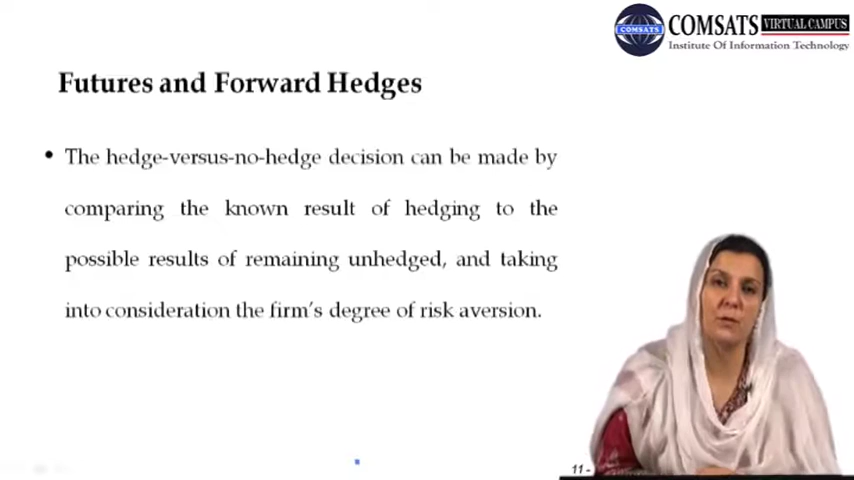 COMSATS VIRTUAL CAMPUS
COMSATS
Institute Of Information Technology
Futures and Forward Hedges
• The hedge-versus-no-hedge decision can be made by
comparing the known result of hedging to the
possible results of remaining unhedged, and taking
into consideration the firm's degree of risk aversion.
11 -